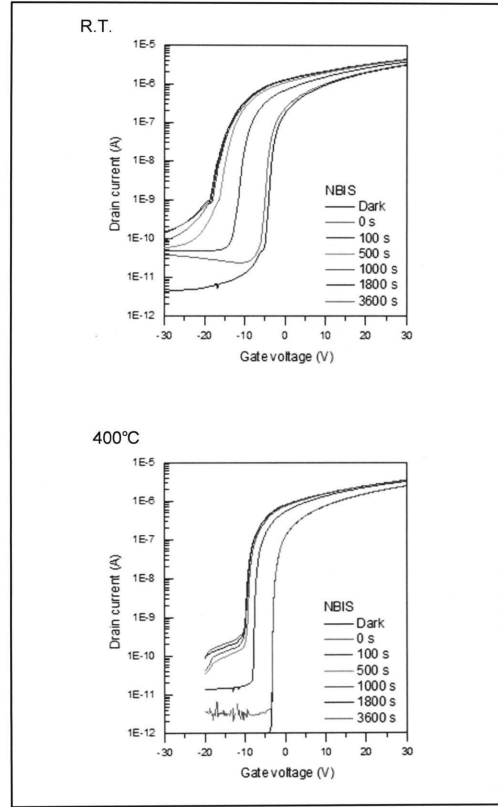 R.T.
1E-5
1E-6
1E-7
1E-8
1E-9
1E-10
1E-11
1E-12
Drain current (A)
NBIS
Dark
0 s
100 s
500 s
1000 s
1800 s
3600 s
-30 -20 -10 0 10 20 30
Gate voltage (V)
400℃
1E-5
1E-6
1E-7
1E-8
1E-9
1E-10
1E-11
1E-12
Drain current (A)
NBIS
Dark
0 s
100 s
500 s
1000 s
1800 s
3600 s
-30 -20 -10 0 10 20 30
Gate voltage (V)